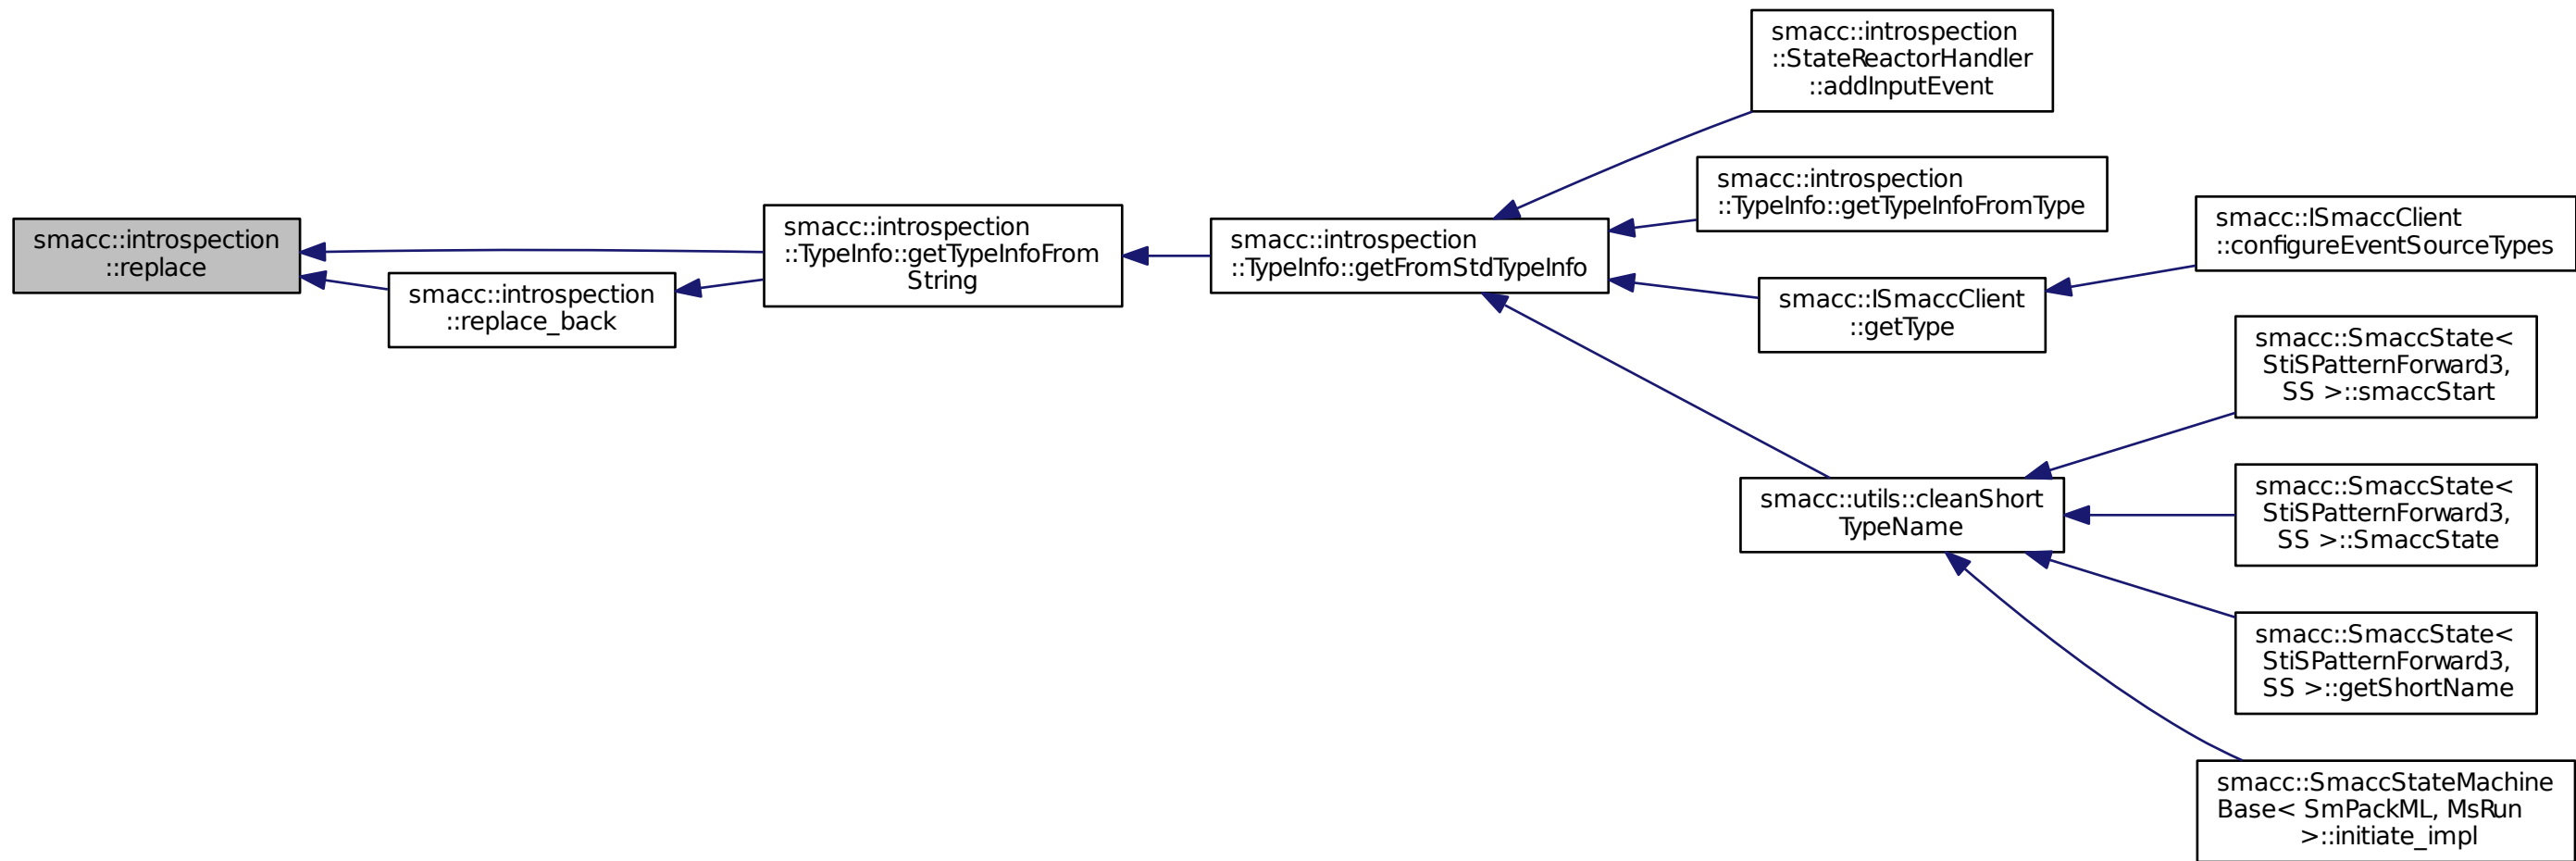 smacc::introspection
::replace
smacc::introspection
::replace_back
smacc::introspection
::TypeInfo::getTypeInfoFrom
String
smacc::introspection
::TypeInfo::getFromStdTypeInfo
smacc::introspection
::StateReactorHandler
::addInputEvent
smacc::introspection
::TypeInfo::getTypeInfoFromType
smacc::ISmaccClient
::getType
smacc::utils::cleanShort
TypeName
smacc::ISmaccClient
::configureEventSourceTypes
smacc::SmaccState<
StiSPatternForward3,
SS >::smaccStart
smacc::SmaccState<
StiSPatternForward3,
SS >::SmaccState
smacc::SmaccState<
StiSPatternForward3,
SS >::getShortName
smacc::SmaccStateMachine
Base< SmPackML, MsRun
>::initiate_impl